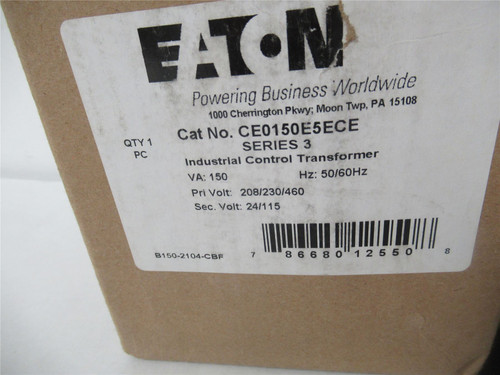 EATON
Powering Business Worldwide
1000 Cherrington Pkwy; Moon Twp, PA 15108
Cat No. CE0150E5ECE
SERIES 3
QTY 1
PC
Industrial Control Transformer
VA: 150 Hz: 50/60Hz
Pri Volt: 208/230/460
Sec. Volt: 24/115
B150-2104-CBF
7 86680 12550 8